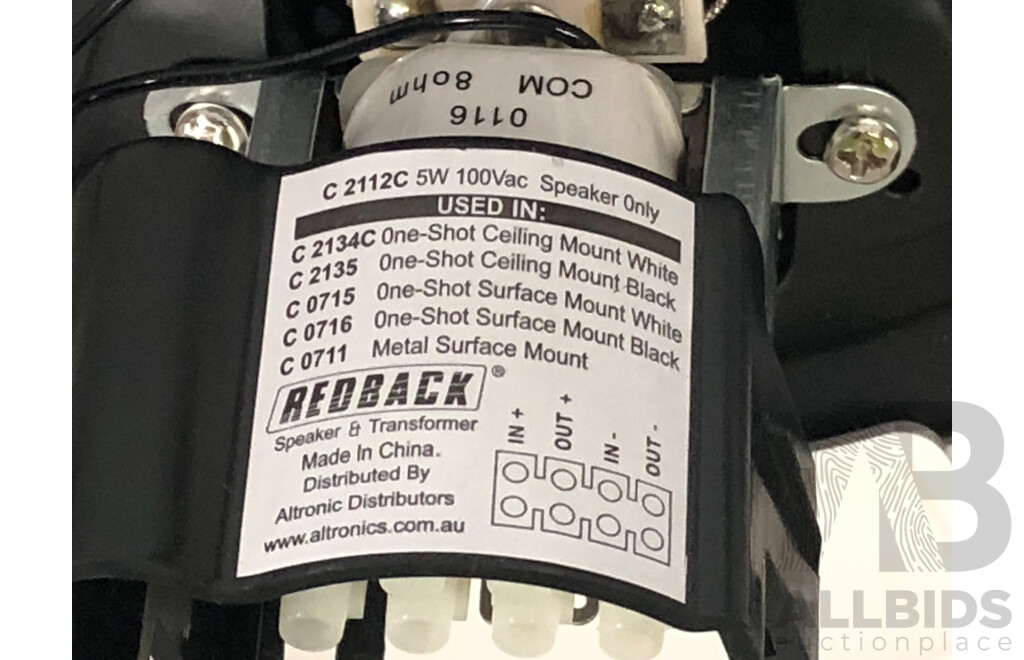 COM 8ohm
0116
C 2112C 5W 100Vac Speaker Only
USED IN:
C 2134C One-Shot Ceiling Mount White
C 2135 One-Shot Ceiling Mount Black
C 0715 One-Shot Surface Mount White
C 0716 One-Shot Surface Mount Black
C 0711 Metal Surface Mount
REDBACK®
Speaker & Transformer
Made In China.
Distributed By
Altronic Distributors
www.altronics.com.au
IN + OUT + IN - OUT -
AB
ALLBIDS
auctionplace